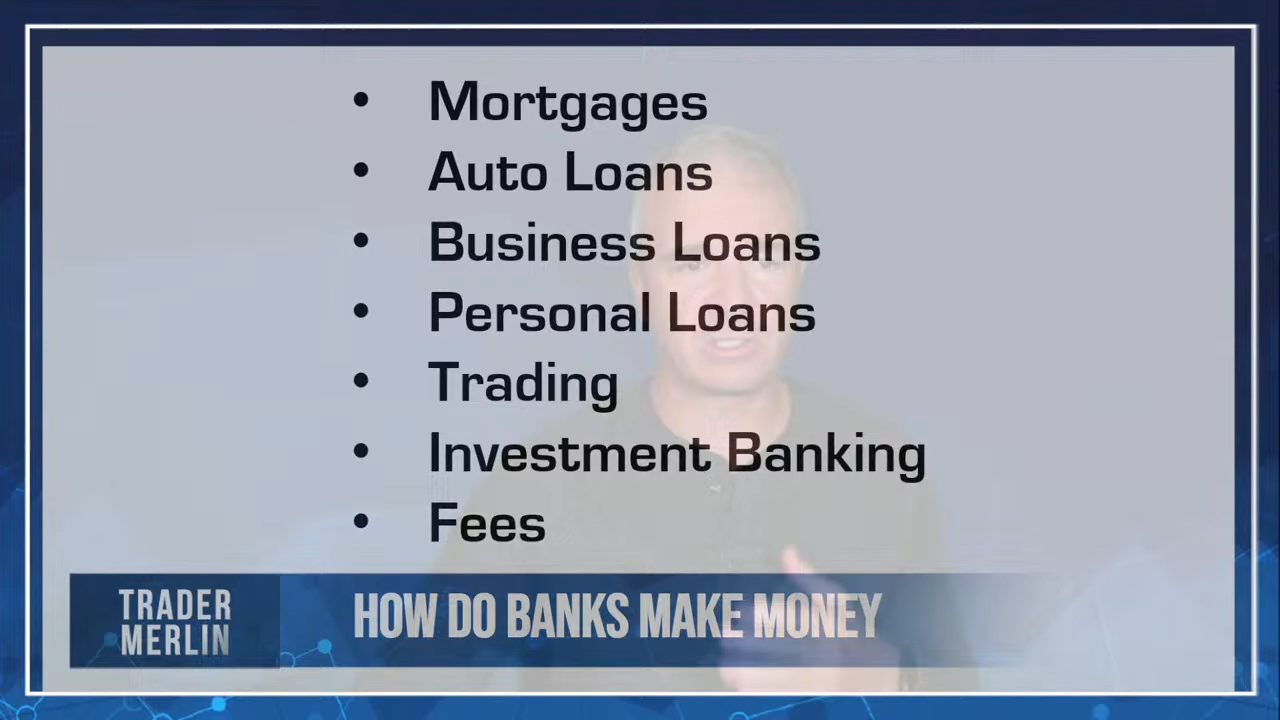 • Mortgages
• Auto Loans
• Business Loans
• Personal Loans
• Trading
• Investment Banking
• Fees
TRADER
MERLIN
HOW DO BANKS MAKE MONEY